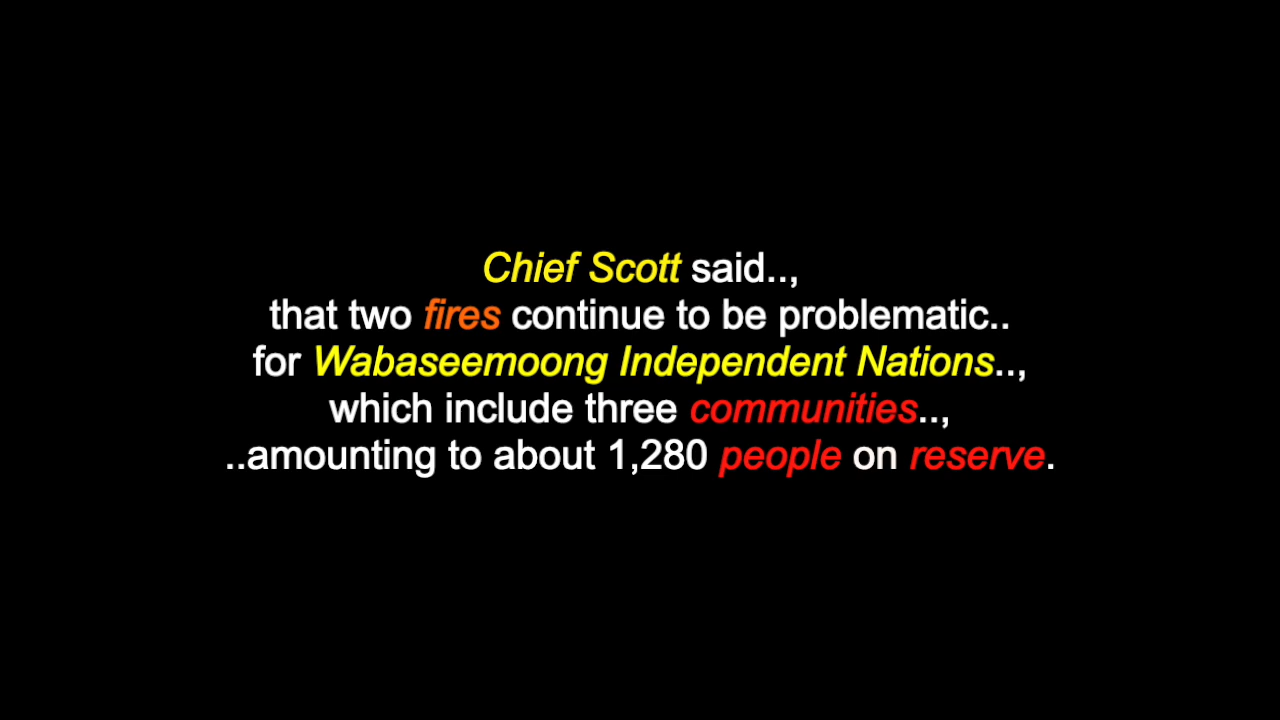 Chief Scott said..,
that two fires continue to be problematic..
for Wabaseemoong Independent Nations..,
which include three communities..,
..amounting to about 1,280 people on reserve.